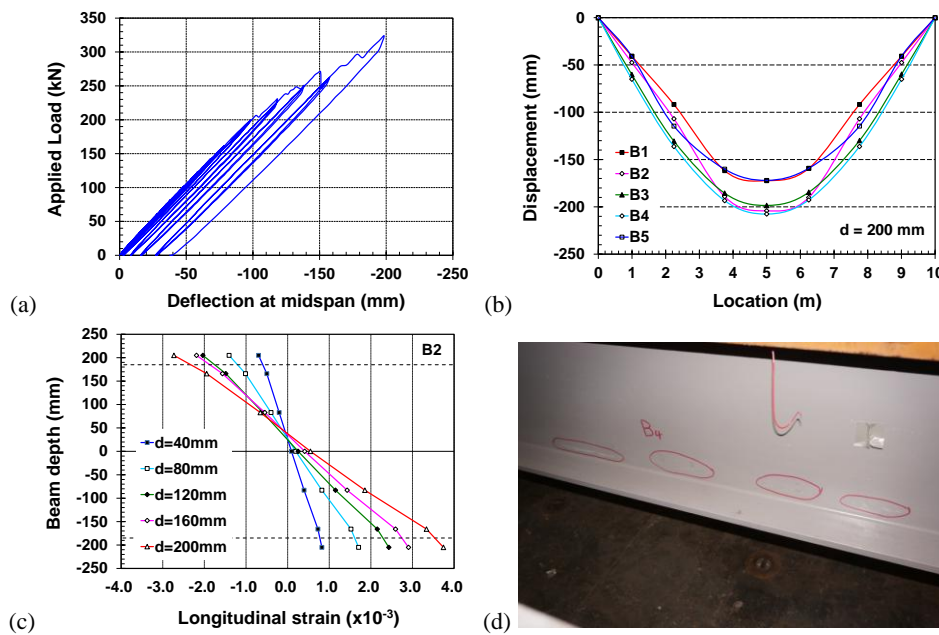 350
300
250
200
150
100
50
0
Applied Load (kN)
0 -50 -100 -150 -200 -250
Deflection at midspan (mm)
(a)
0
-50
-100
-150
-200
-250
Displacement (mm)
B1
B2
B3
B4
B5
d = 200 mm
0 1 2 3 4 5 6 7 8 9 10
Location (m)
(b)
250
200
150
100
50
0
-50
-100
-150
-200
-250
Beam depth (mm)
B2
d=40mm
d=80mm
d=120mm
d=160mm
d=200mm
-4.0 -3.0 -2.0 -1.0 0.0 1.0 2.0 3.0 4.0
Longitudinal strain (x10⁻³)
(c)
B4
(d)